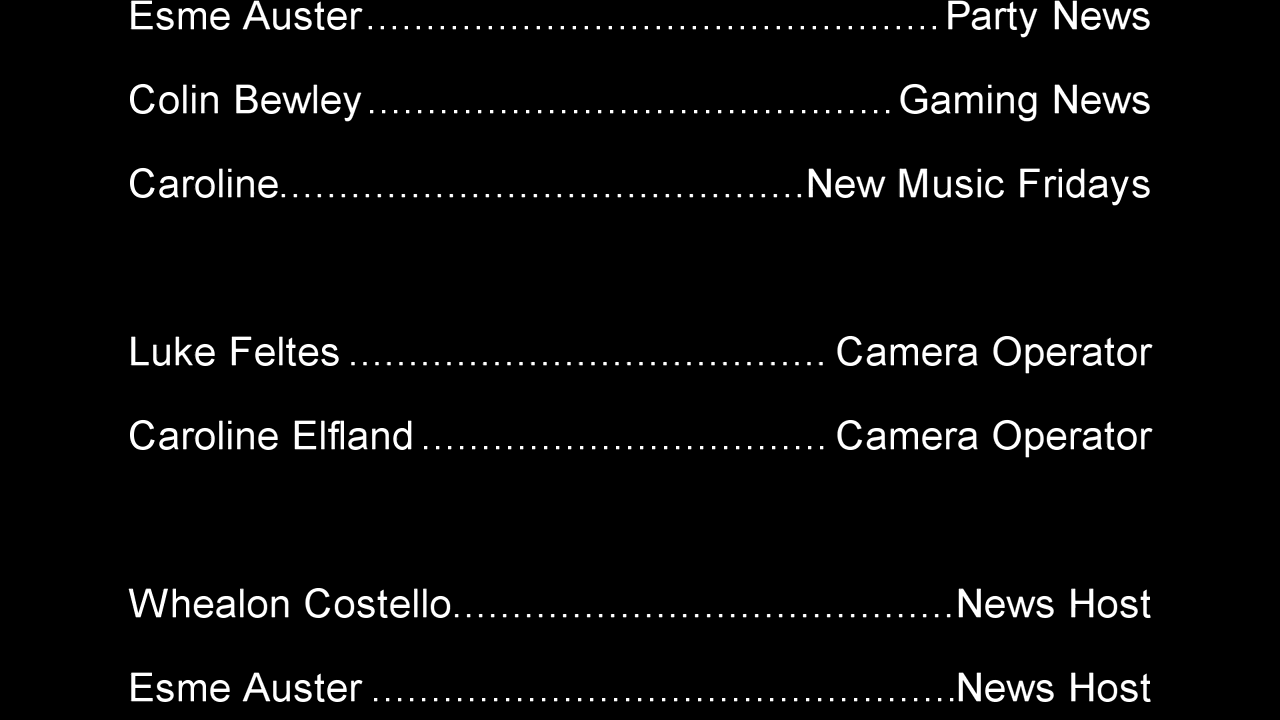 Esme Auster................................................Party News
Colin Bewley............................................Gaming News
Caroline............................................New Music Fridays
Luke Feltes........................................Camera Operator
Caroline Elfland..................................Camera Operator
Whealon Costello..........................................News Host
Esme Auster.................................................News Host